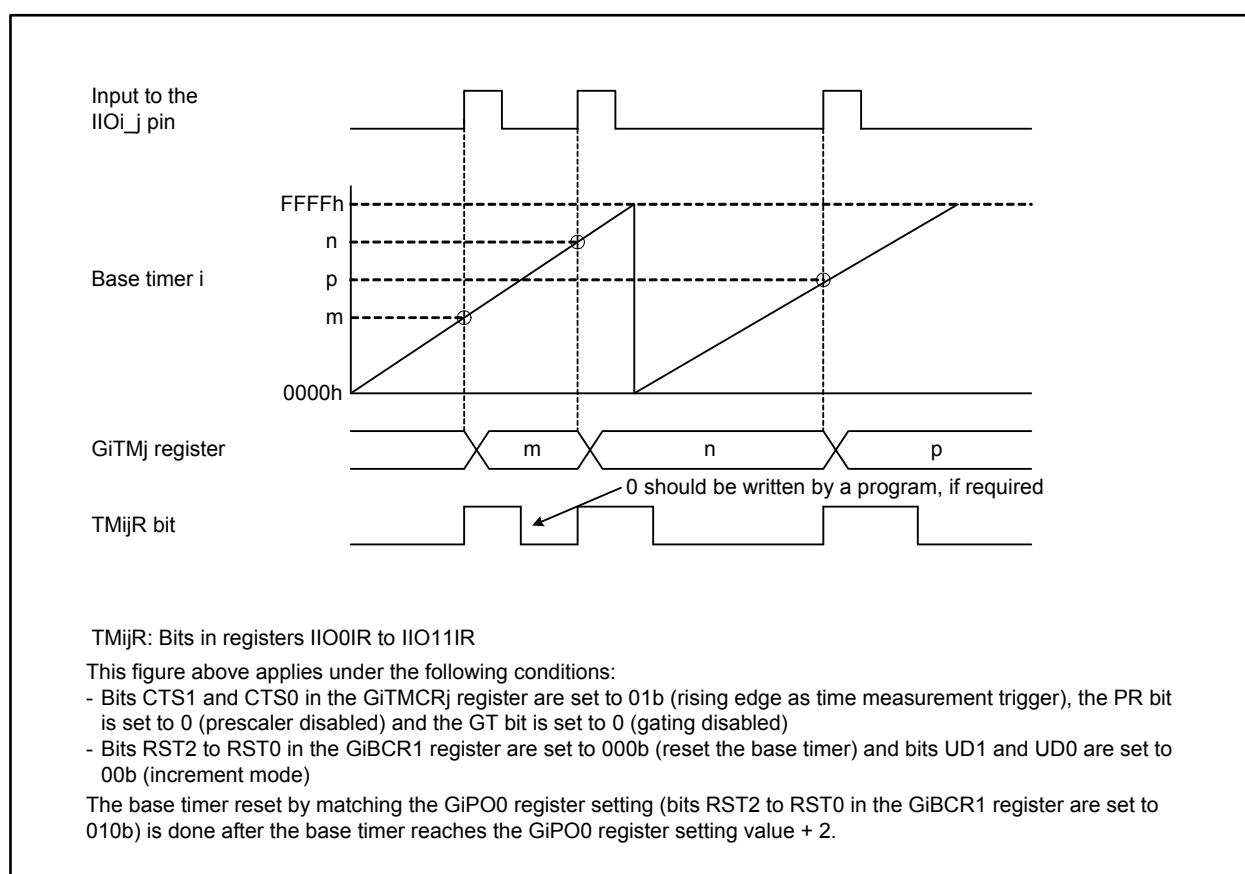 Input to the
IIOi_j pin
FFFFh
n
Base timer i
p
m
0000h
GiTMj register
m
n
p
0 should be written by a program, if required
TMijR bit
TMijR: Bits in registers IIO0IR to IIO11IR
This figure above applies under the following conditions:
- Bits CTS1 and CTS0 in the GiTMCRj register are set to 01b (rising edge as time measurement trigger), the PR bit
is set to 0 (prescaler disabled) and the GT bit is set to 0 (gating disabled)
- Bits RST2 to RST0 in the GiBCR1 register are set to 000b (reset the base timer) and bits UD1 and UD0 are set to
00b (increment mode)
The base timer reset by matching the GiPO0 register setting (bits RST2 to RST0 in the GiBCR1 register are set to
010b) is done after the base timer reaches the GiPO0 register setting value + 2.